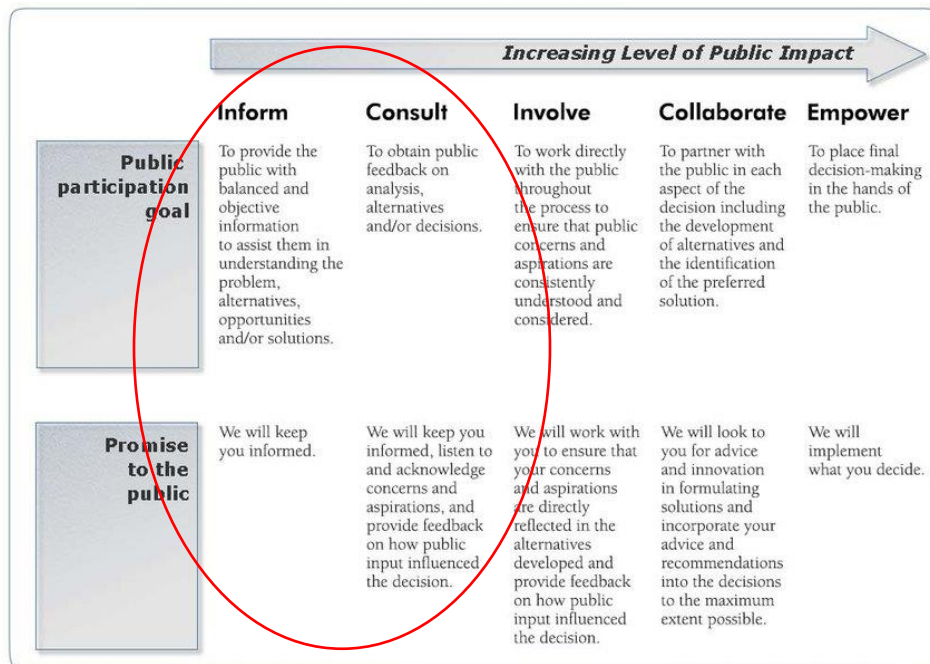 Increasing Level of Public Impact
Inform
Consult
Involve
Collaborate
Empower
Public
participation
goal
To provide the
public with
balanced and
objective
information
to assist them in
understanding the
problem,
alternatives,
opportunities
and/or solutions.
To obtain public
feedback on
analysis,
alternatives
and/or decisions.
To work directly
with the public
throughout
the process to
ensure that public
concerns and
aspirations are
consistently
understood and
considered.
To partner with
the public in each
aspect of the
decision including
the development
of alternatives and
the identification
of the preferred
solution.
To place final
decision-making
in the hands of
the public.
Promise
to the
public
We will keep
you informed.
We will keep you
informed, listen to
and acknowledge
concerns and
aspirations, and
provide feedback
on how public
input influenced
the decision.
We will work with
you to ensure that
your concerns
and aspirations
are directly
reflected in the
alternatives
developed and
provide feedback
on how public
input influenced
the decision.
We will look to
you for advice
and innovation
in formulating
solutions and
incorporate your
advice and
recommendations
into the decisions
to the maximum
extent possible.
We will
implement
what you decide.